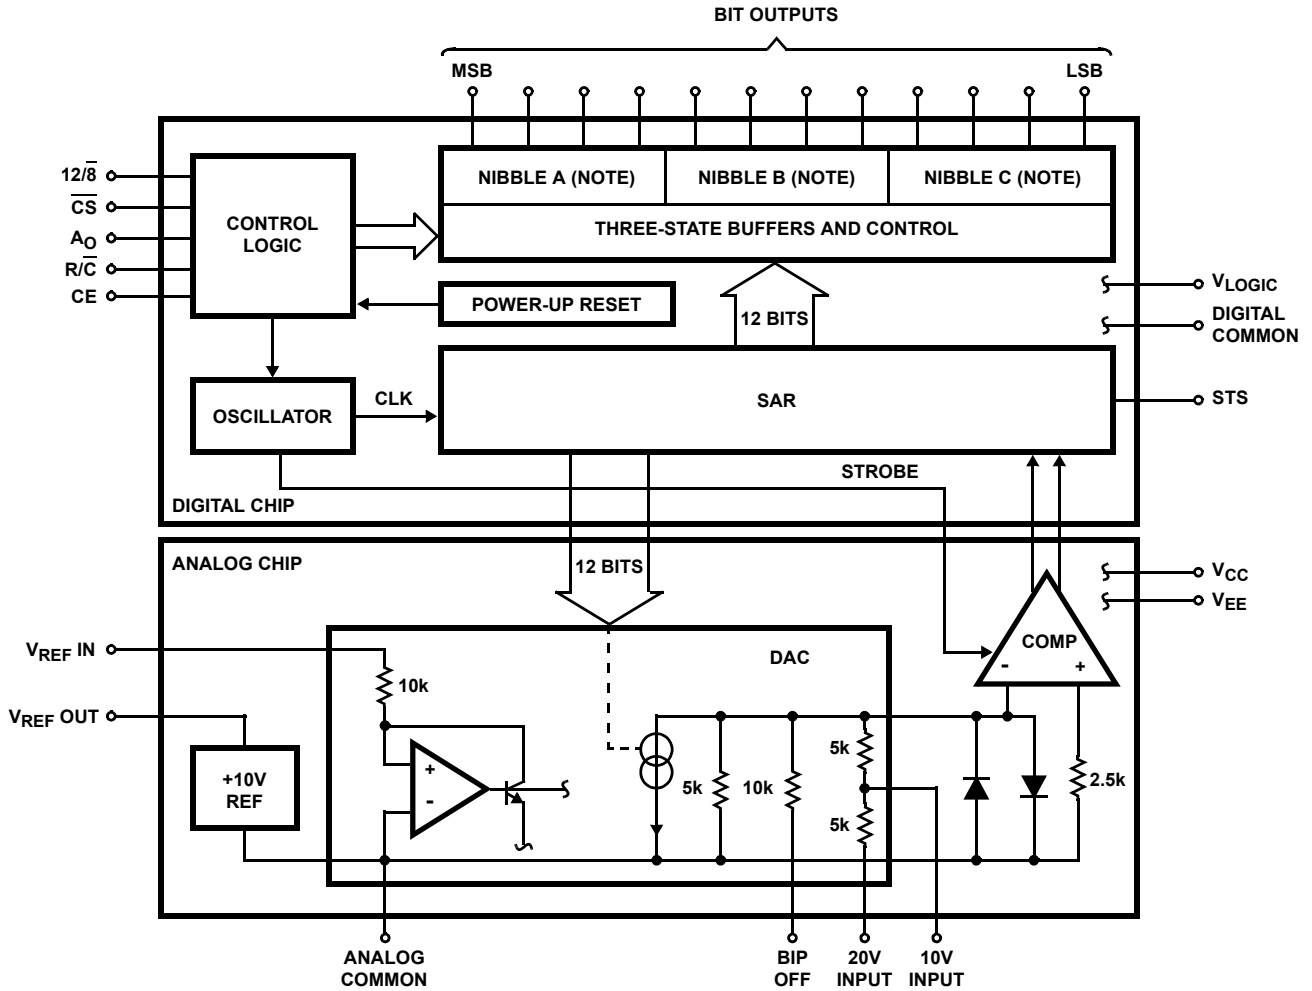 BIT OUTPUTS
MSB
LSB
12/8̅
C̅S̅
AO
R/C̅
CE
CONTROL
LOGIC
NIBBLE A (NOTE)
NIBBLE B (NOTE)
NIBBLE C (NOTE)
THREE-STATE BUFFERS AND CONTROL
POWER-UP RESET
12 BITS
VLOGIC
DIGITAL
COMMON
OSCILLATOR
CLK
SAR
STS
STROBE
DIGITAL CHIP
ANALOG CHIP
12 BITS
VCC
VEE
COMP
-
+
VREF IN
DAC
10k
VREF OUT
+10V
REF
+
-
5k
10k
5k
5k
2.5k
ANALOG
COMMON
BIP
OFF
20V
INPUT
10V
INPUT